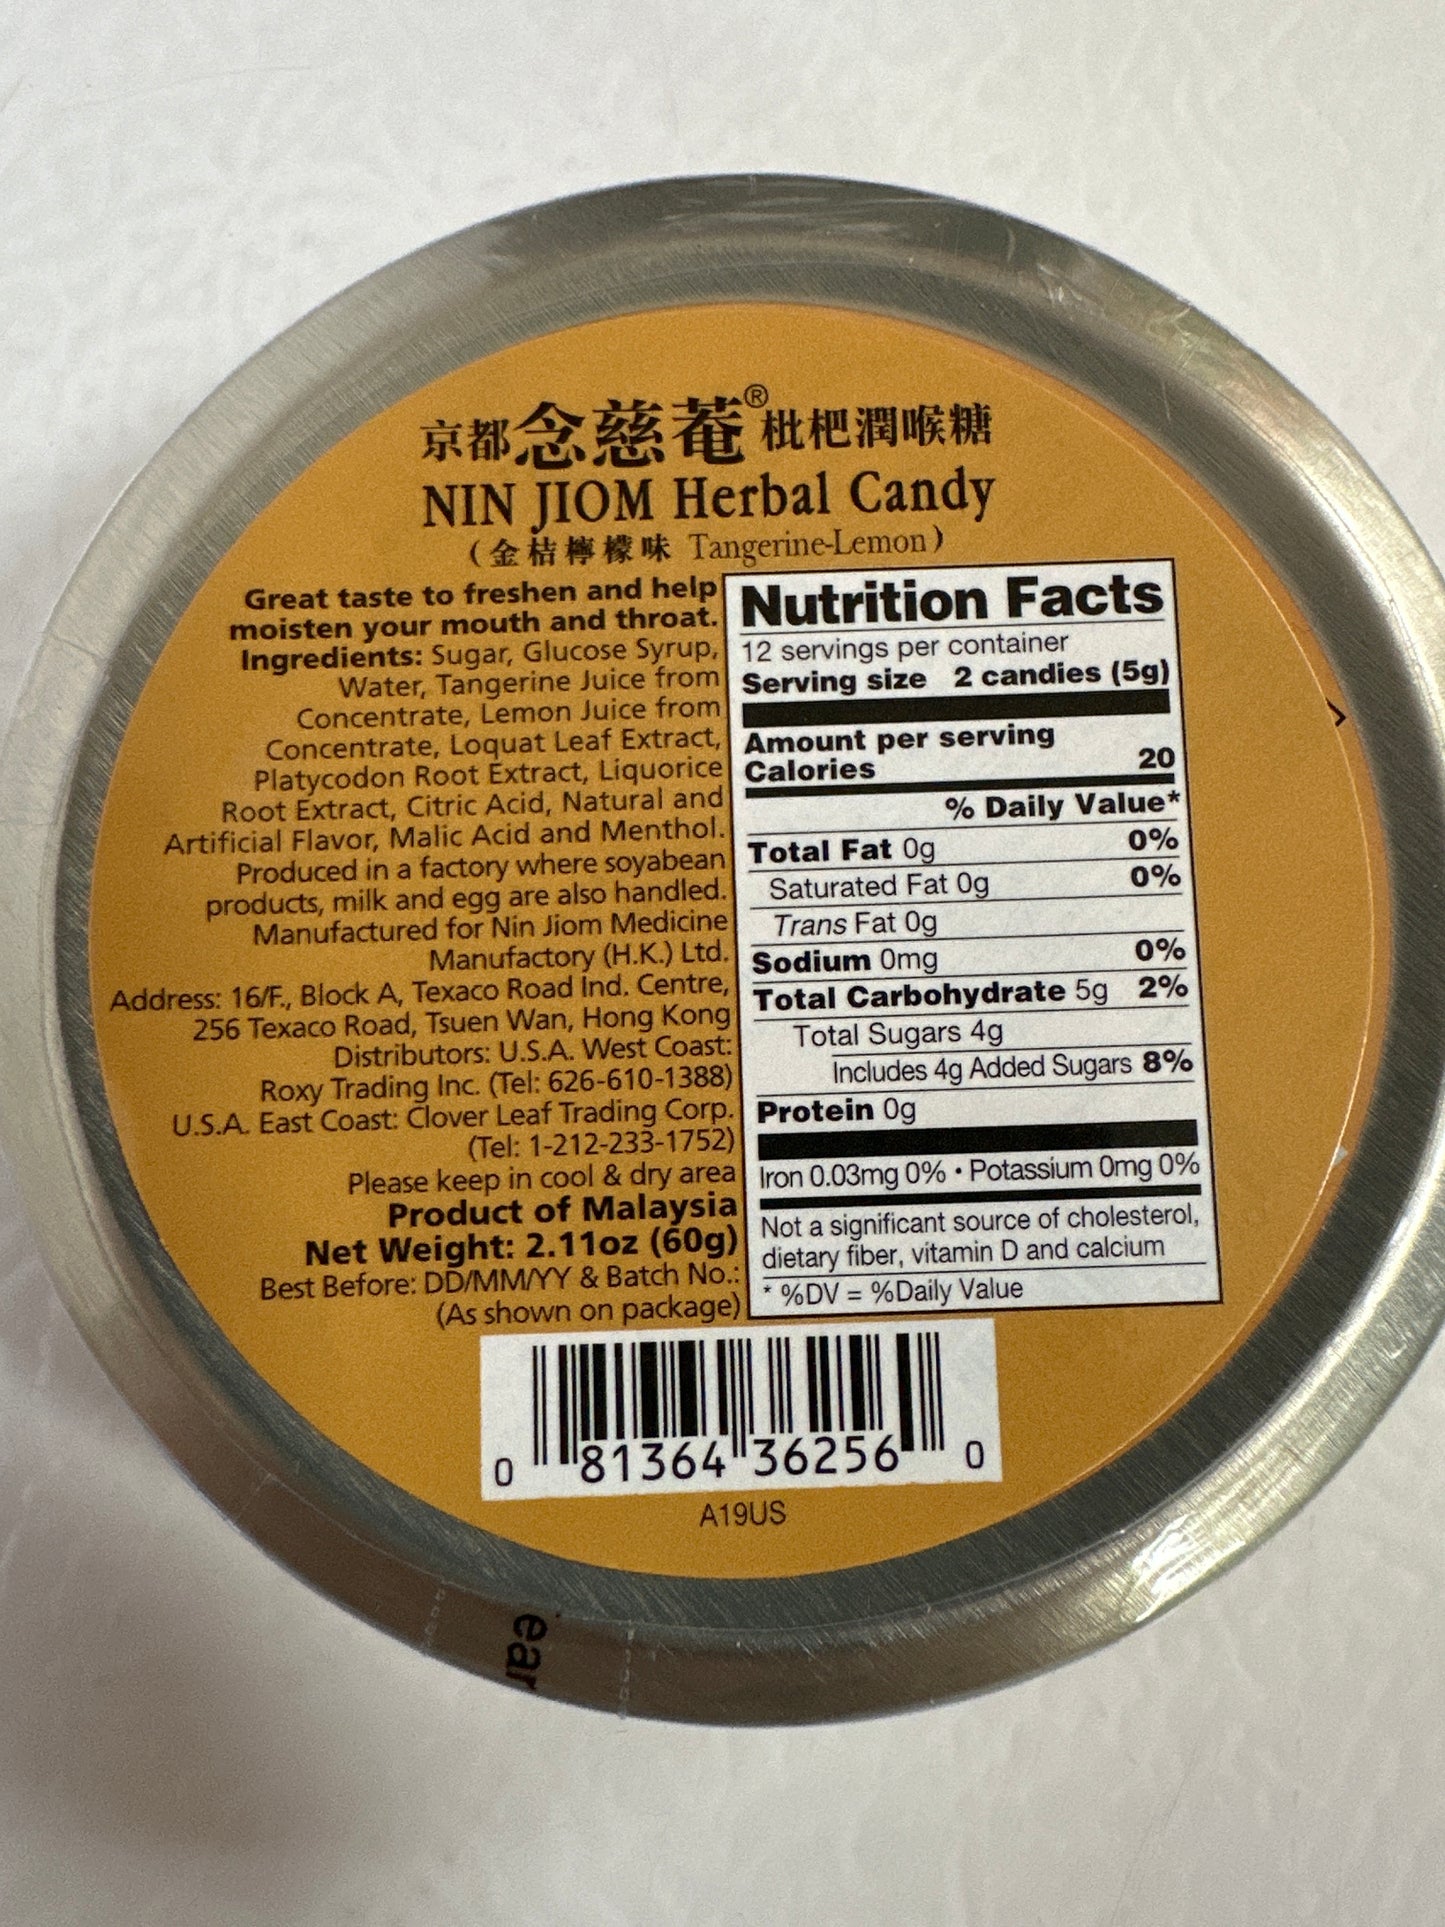 京都念慈菴®枇杷潤喉糖
NIN JIOM Herbal Candy
(金桔檸檬味 Tangerine-Lemon)
Great taste to freshen and help
moisten your mouth and throat.
Ingredients: Sugar, Glucose Syrup,
Water, Tangerine Juice from
Concentrate, Lemon Juice from
Concentrate, Loquat Leaf Extract,
Platycodon Root Extract, Liquorice
Root Extract, Citric Acid, Natural and
Artificial Flavor, Malic Acid and Menthol.
Produced in a factory where soyabean
products, milk and egg are also handled.
Manufactured for Nin Jiom Medicine
Manufactory (H.K.) Ltd.
Address: 16/F., Block A, Texaco Road Ind. Centre,
256 Texaco Road, Tsuen Wan, Hong Kong
Distributors: U.S.A. West Coast:
Roxy Trading Inc. (Tel: 626-610-1388)
U.S.A. East Coast: Clover Leaf Trading Corp.
(Tel: 1-212-233-1752)
Please keep in cool & dry area
Product of Malaysia
Net Weight: 2.11oz (60g)
Best Before: DD/MM/YY & Batch No.:
(As shown on package)
Nutrition Facts
12 servings per container
Serving size 2 candies (5g)
Amount per serving
Calories 20
% Daily Value*
Total Fat 0g 0%
Saturated Fat 0g 0%
Trans Fat 0g
Sodium 0mg 0%
Total Carbohydrate 5g 2%
Total Sugars 4g
Includes 4g Added Sugars 8%
Protein 0g
Iron 0.03mg 0% • Potassium 0mg 0%
Not a significant source of cholesterol,
dietary fiber, vitamin D and calcium
* %DV = %Daily Value
0 81364 36256 0
A19US
ear